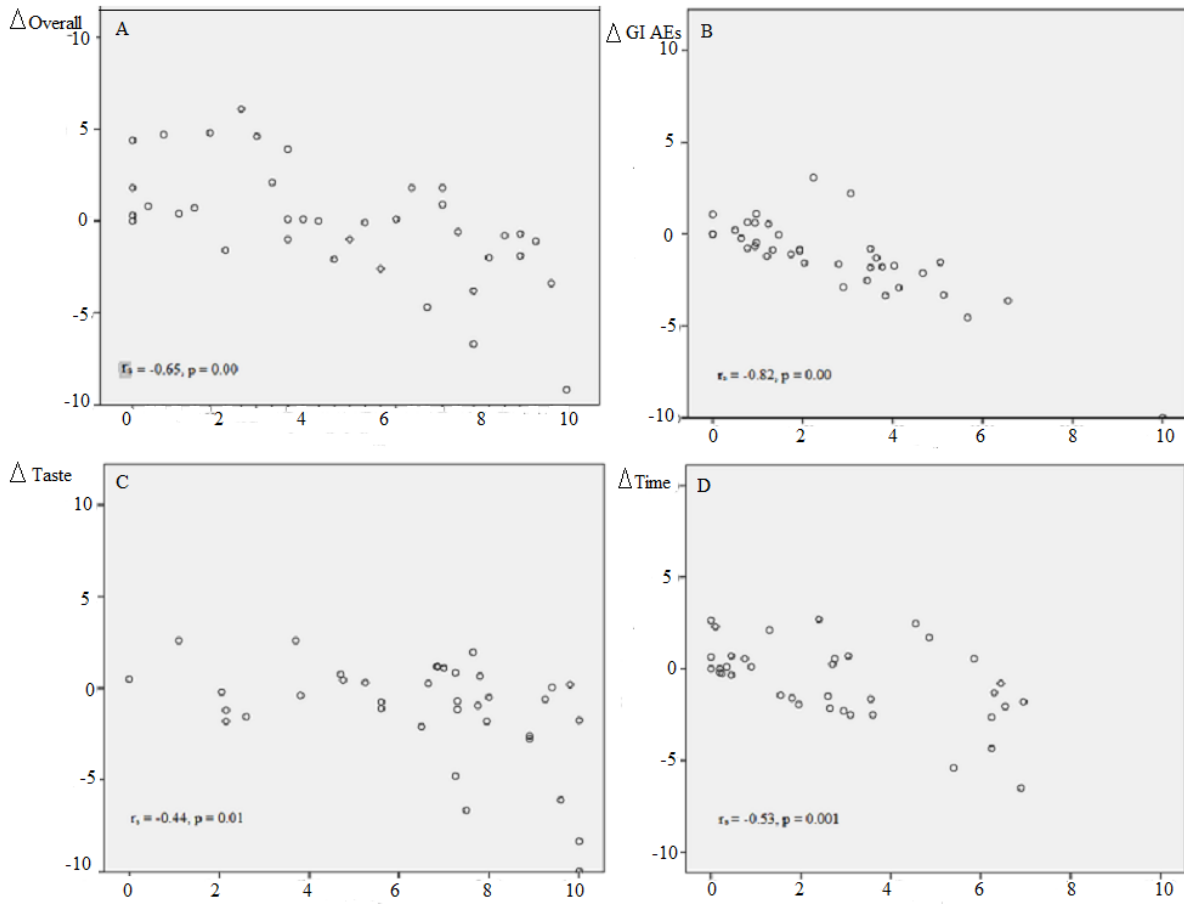 △ Overall
A
10
5
0
-5
-10
rs = -0.65, p = 0.00
0 2 4 6 8 10
△ GI AEs
B
10
5
0
-5
-10
rs = -0.82, p = 0.00
0 2 4 6 8 10
△ Taste
C
10
5
0
-5
-10
rs = -0.44, p = 0.01
0 2 4 6 8 10
△ Time
D
10
5
0
-5
-10
rs = -0.53, p = 0.001
0 2 4 6 8 10